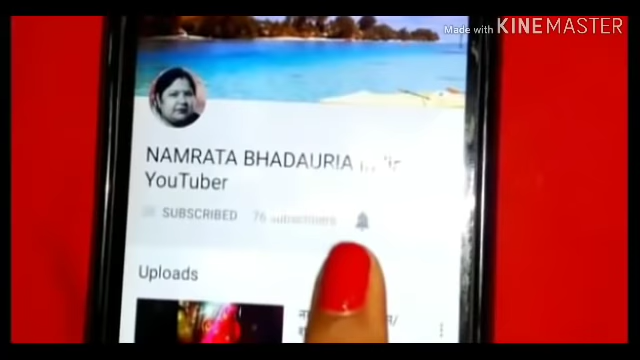 Made with KINEMASTER
NAMRATA BHADAURIA
YouTuber
SUBSCRIBED 76 subscribers
Uploads